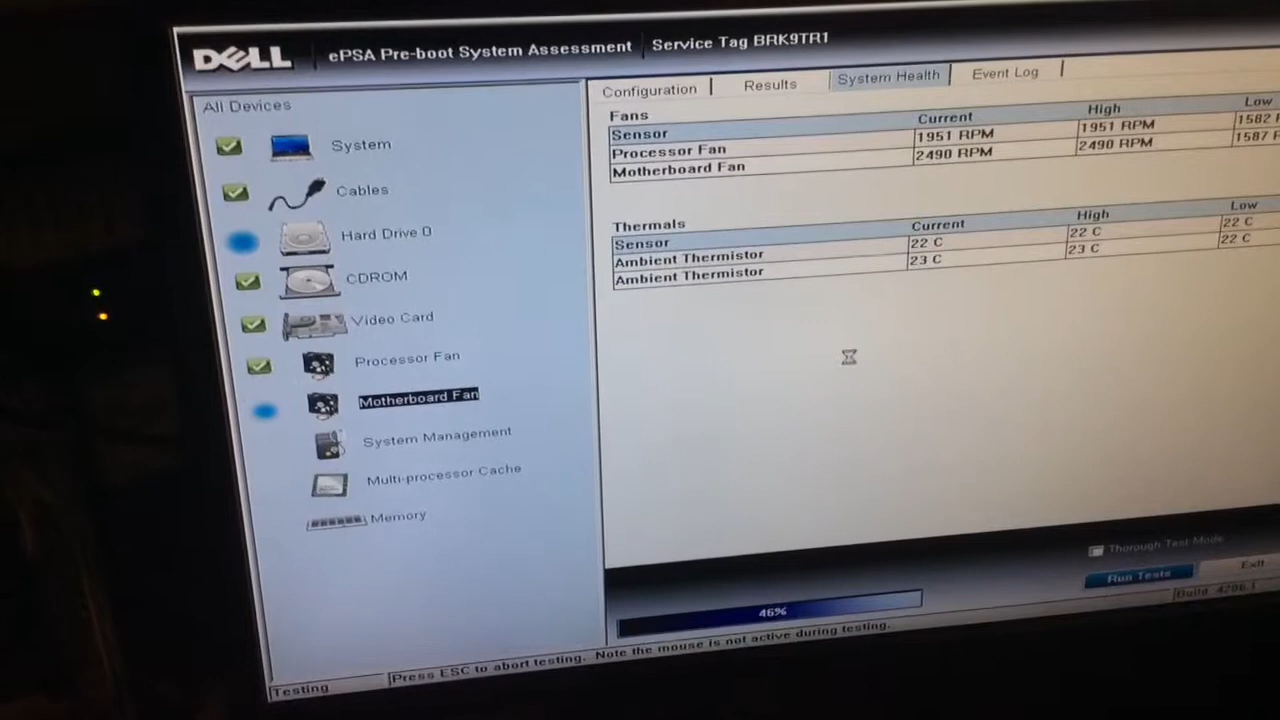 DELL ePSA Pre-boot System Assessment Service Tag BRK9TR1
All Devices
System
Cables
Hard Drive 0
CDROM
Video Card
Processor Fan
Motherboard Fan
System Management
Multi-processor Cache
Memory
Configuration Results System Health Event Log
Fans
Sensor Current High Low
Processor Fan 1951 RPM 1951 RPM 1582
Motherboard Fan 2490 RPM 2490 RPM 1587
Thermals
Sensor Current High Low
Ambient Thermistor 22 C 22 C 22 C
Ambient Thermistor 23 C 23 C 22 C
Thorough Test Mode
Run Tests Exit
46%
Build
Testing Press ESC to abort testing. Note the mouse is not active during testing.